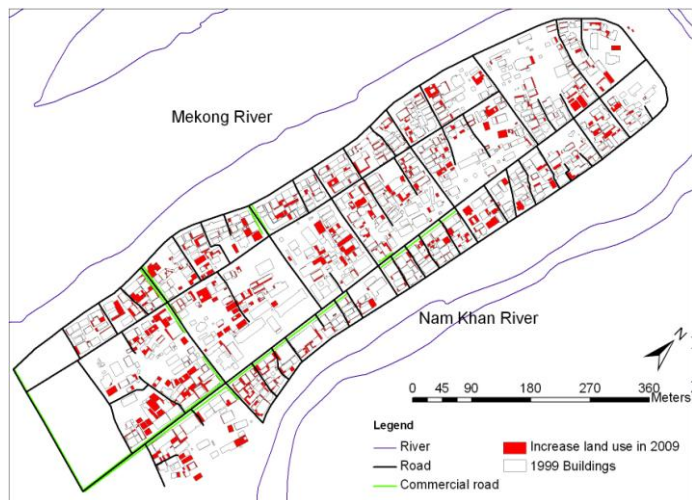 Mekong River
Nam Khan River
N
0 45 90 180 270 360
Meters
Legend
River
Road
Commercial road
Increase land use in 2009
1999 Buildings